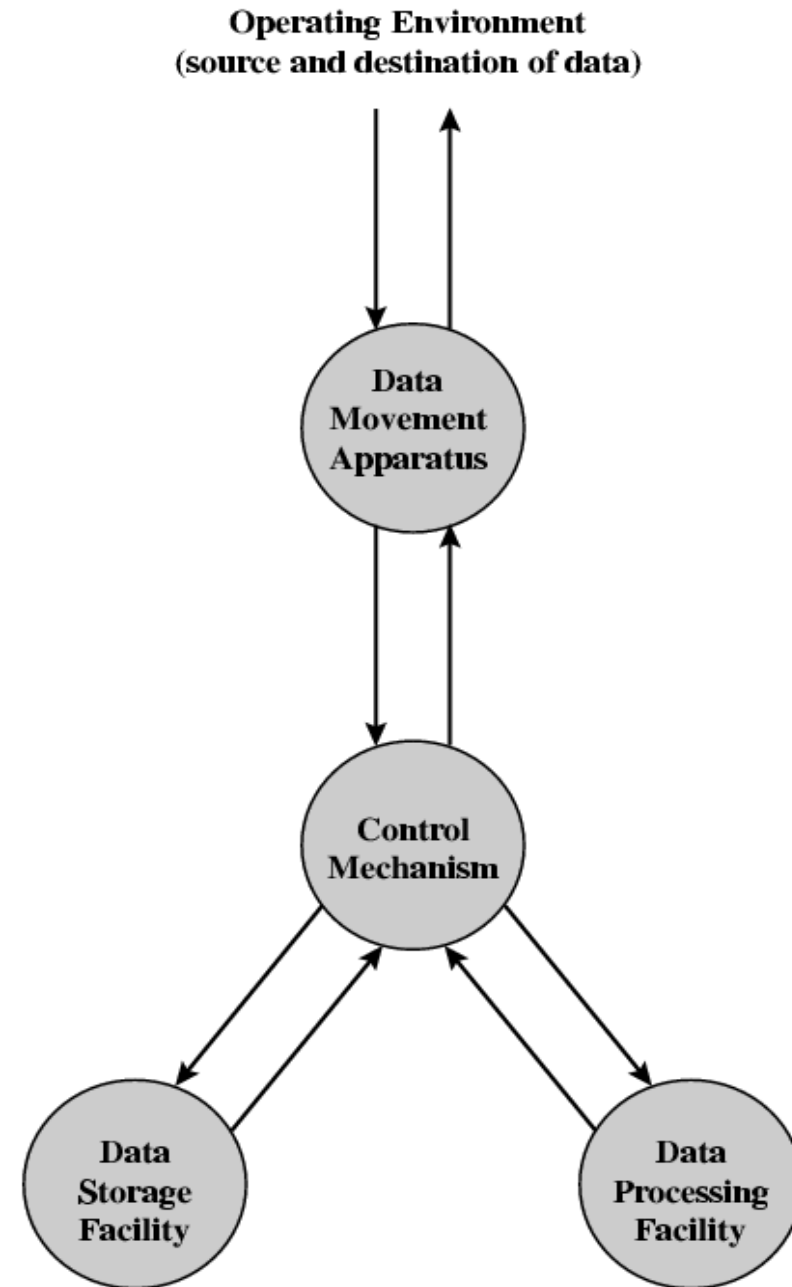 Operating Environment
(source and destination of data)
Data
Movement
Apparatus
Control
Mechanism
Data
Storage
Facility
Data
Processing
Facility